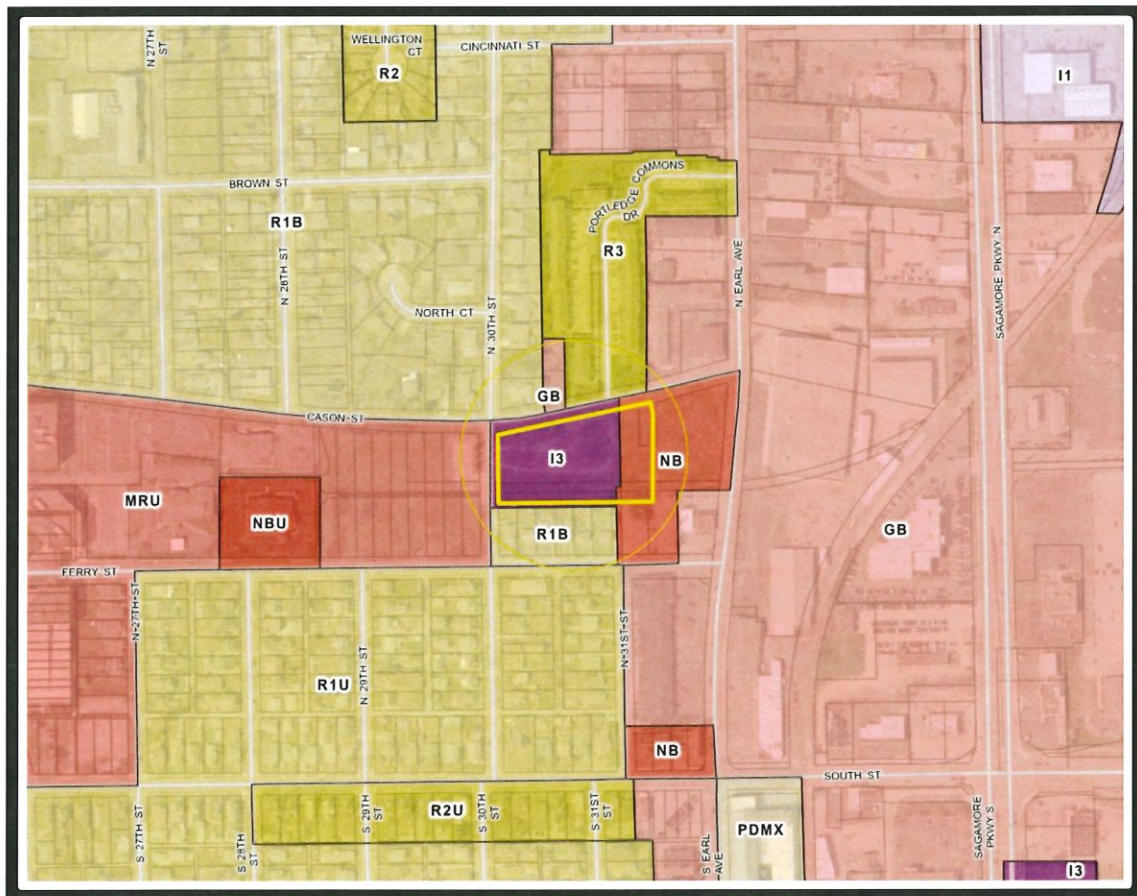 N 27TH
ST
WELLINGTON
CT
R2
CINCINNATI ST
I1
BROWN ST
R1B
N 28TH ST
NORTH CT
N 30TH ST
PORTLEDGE COMMONS
DR
R3
N EARL AVE
SAGAMORE PKWY N
GB
CASON ST
I3
NB
MRU
NBU
R1B
GB
FERRY ST
N 27TH ST
R1U
N 29TH ST
N 31ST ST
NB
SOUTH ST
S 27TH ST
S 28TH
ST
R2U
S 29TH
ST
S 30TH
ST
S 31ST
ST
S EARL
AVE
PDMX
SAGAMORE
PKWY S
I3